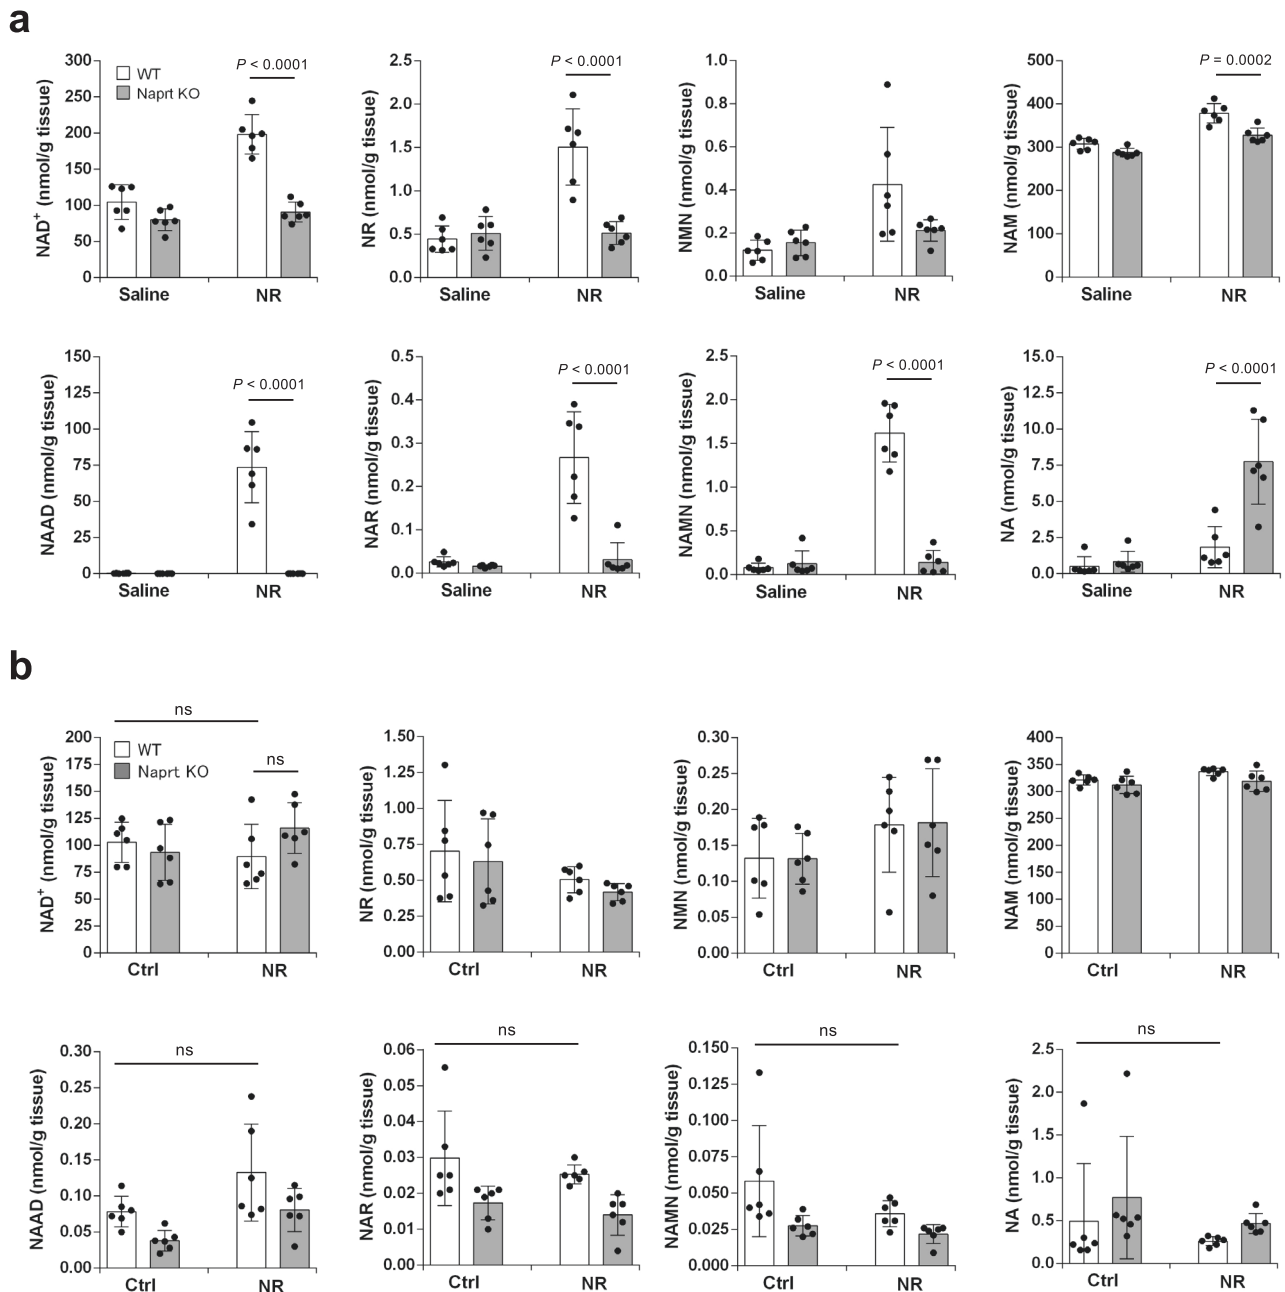 a
NAD+ (nmol/g tissue)
300
250
200
150
100
50
0
WT
Naprt KO
P < 0.0001
Saline
NR
NR (nmol/g tissue)
2.5
2.0
1.5
1.0
0.5
0.0
P < 0.0001
Saline
NR
NMN (nmol/g tissue)
1.0
0.8
0.6
0.4
0.2
0.0
Saline
NR
NAM (nmol/g tissue)
500
400
300
200
100
0
P = 0.0002
Saline
NR
NAAD (nmol/g tissue)
150
125
100
75
50
25
0
P < 0.0001
Saline
NR
NAR (nmol/g tissue)
0.5
0.4
0.3
0.2
0.1
0.0
P < 0.0001
Saline
NR
NAMN (nmol/g tissue)
2.5
2.0
1.5
1.0
0.5
0.0
P < 0.0001
Saline
NR
NA (nmol/g tissue)
15.0
12.5
10.0
7.5
5.0
2.5
0.0
P < 0.0001
Saline
NR
b
NAD+ (nmol/g tissue)
200
175
150
125
100
75
50
25
0
ns
WT
Naprt KO
ns
Ctrl
NR
NR (nmol/g tissue)
1.50
1.25
1.00
0.75
0.50
0.25
0.00
Ctrl
NR
NMN (nmol/g tissue)
0.30
0.25
0.20
0.15
0.10
0.05
0.00
Ctrl
NR
NAM (nmol/g tissue)
400
350
300
250
200
150
100
50
0
Ctrl
NR
NAAD (nmol/g tissue)
0.30
0.25
0.20
0.15
0.10
0.05
0.00
ns
Ctrl
NR
NAR (nmol/g tissue)
0.06
0.05
0.04
0.03
0.02
0.01
0.00
ns
Ctrl
NR
NAMN (nmol/g tissue)
0.150
0.125
0.100
0.075
0.050
0.025
0.000
ns
Ctrl
NR
NA (nmol/g tissue)
2.5
2.0
1.5
1.0
0.5
0.0
ns
Ctrl
NR